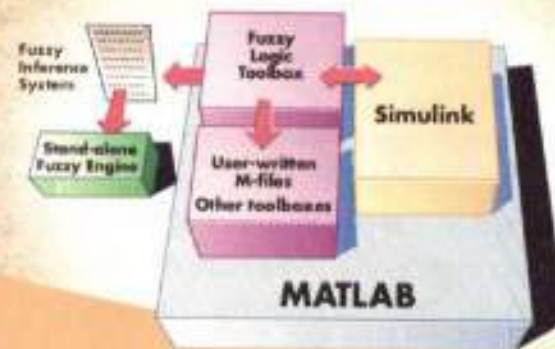 Fuzzy
Inference
System
Fuzzy
Logic
Toolbox
Simulink
Stand-alone
Fuzzy Engine
User-written
M-files
Other toolboxes
MATLAB